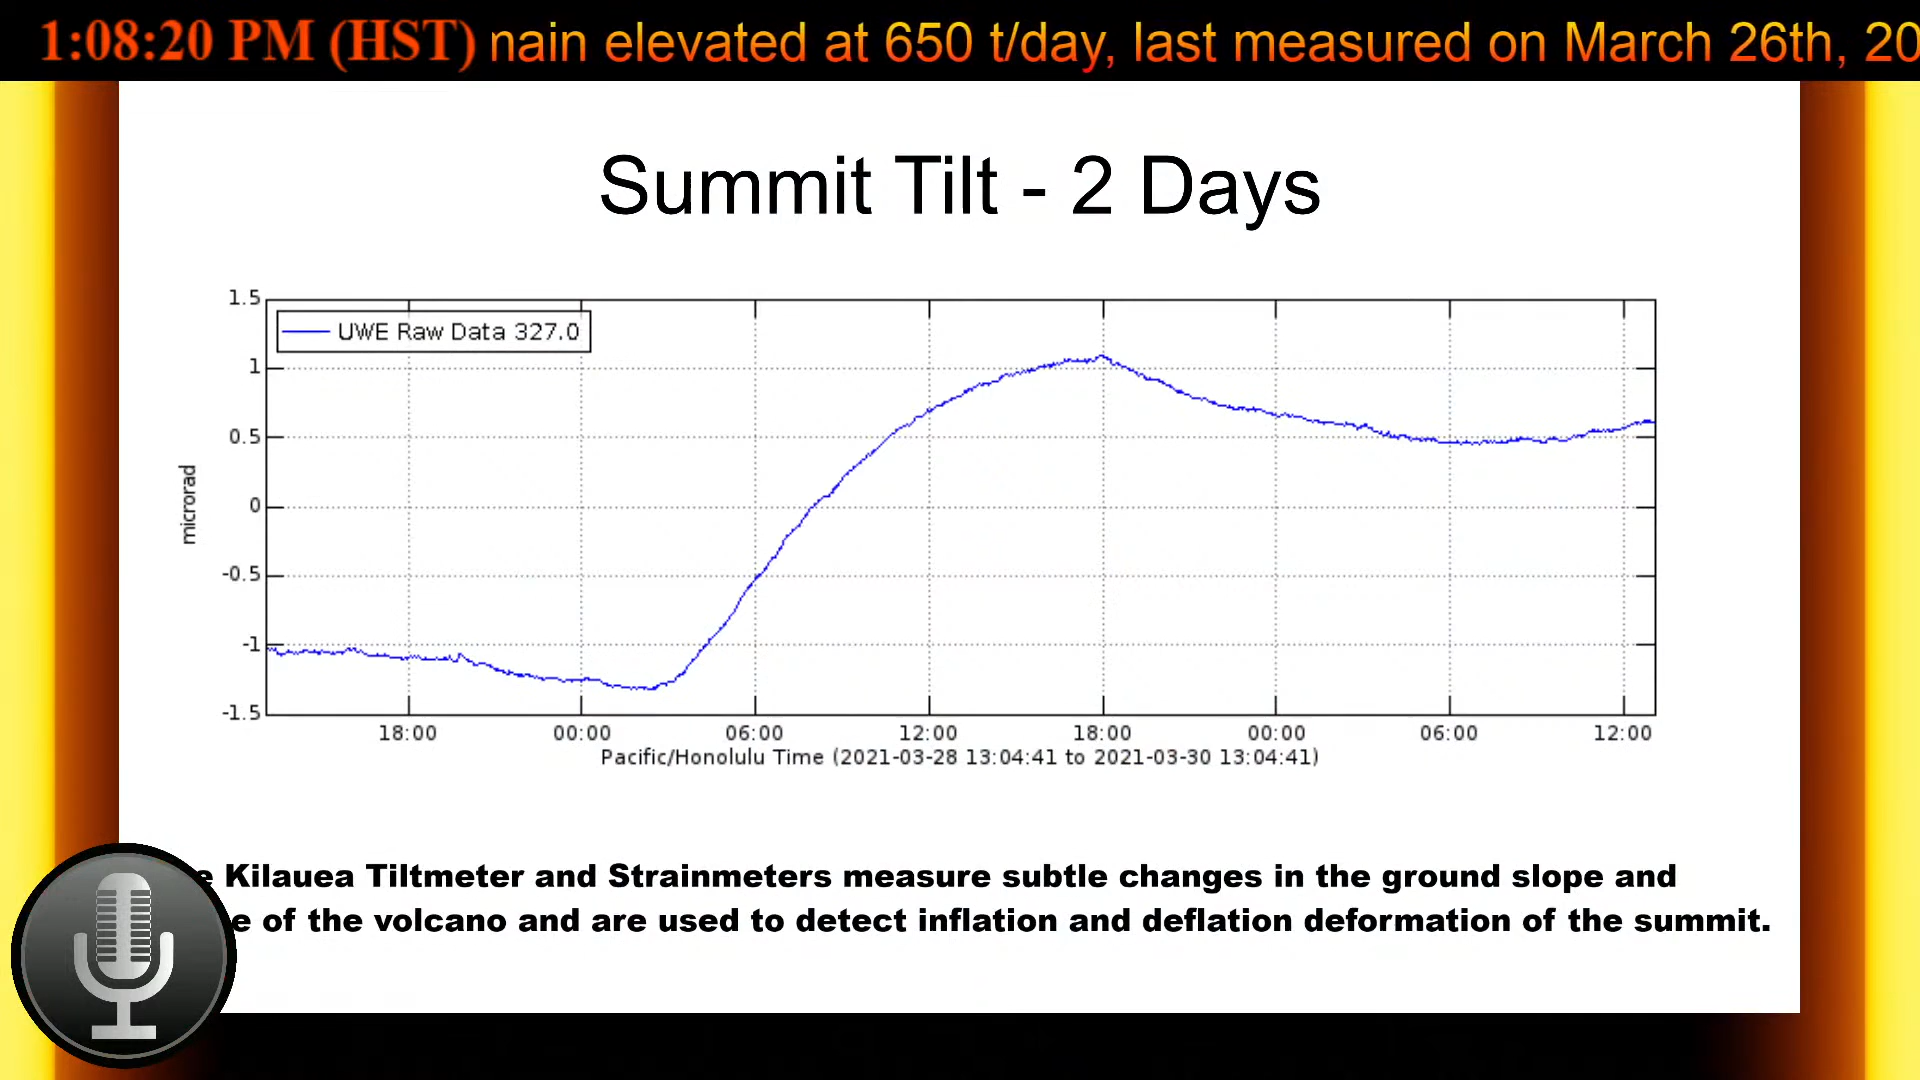 1:08:20 PM (HST) nain elevated at 650 t/day, last measured on March 26th, 20
Summit Tilt - 2 Days
1.5
UWE Raw Data 327.0
1
0.5
microrad
0
-0.5
-1
-1.5
18:00 00:00 06:00 12:00 18:00 00:00 06:00 12:00
Pacific/Honolulu Time (2021-03-28 13:04:41 to 2021-03-30 13:04:41)
e Kilauea Tiltmeter and Strainmeters measure subtle changes in the ground slope and
e of the volcano and are used to detect inflation and deflation deformation of the summit.